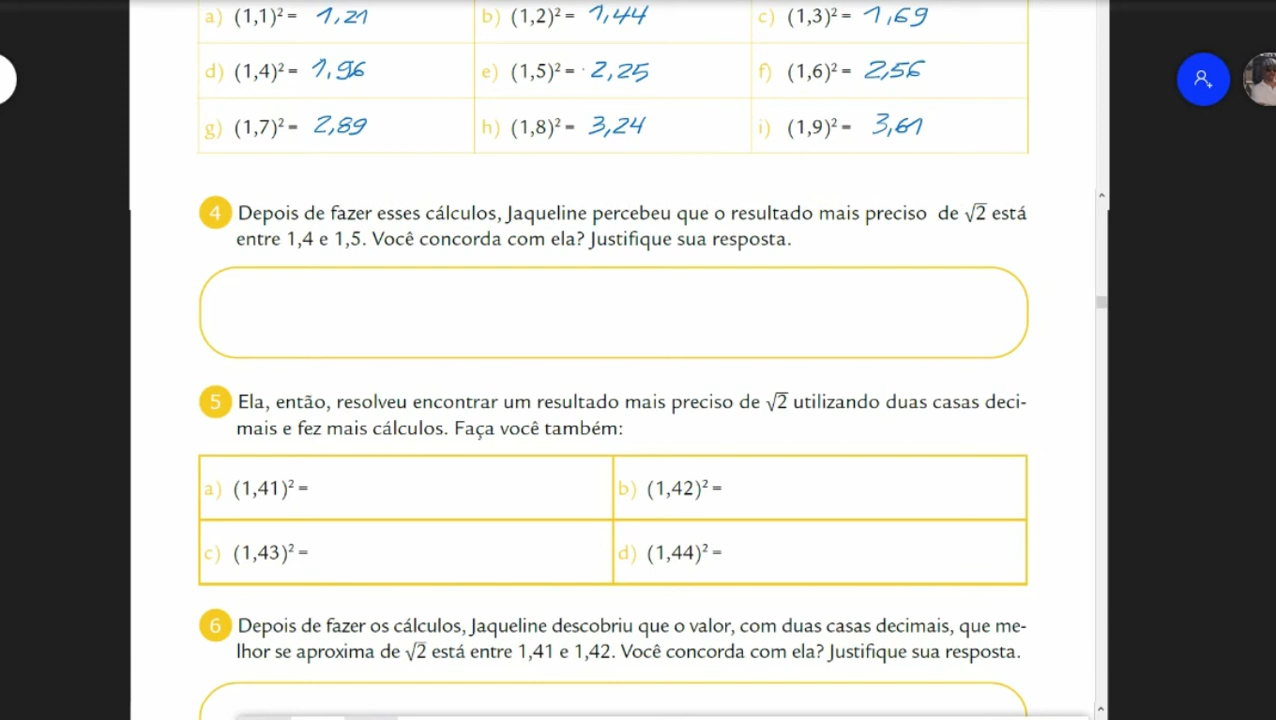 a) (1,1)² = 1,21 b) (1,2)² = 1,44 c) (1,3)² = 1,69
d) (1,4)² = 1,96 e) (1,5)² = 2,25 f) (1,6)² = 2,56
g) (1,7)² = 2,89 h) (1,8)² = 3,24 i) (1,9)² = 3,61
4 Depois de fazer esses cálculos, Jaqueline percebeu que o resultado mais preciso de √2 está
entre 1,4 e 1,5. Você concorda com ela? Justifique sua resposta.
5 Ela, então, resolveu encontrar um resultado mais preciso de √2 utilizando duas casas deci-
mais e fez mais cálculos. Faça você também:
a) (1,41)² = b) (1,42)² =
c) (1,43)² = d) (1,44)² =
6 Depois de fazer os cálculos, Jaqueline descobriu que o valor, com duas casas decimais, que me-
lhor se aproxima de √2 está entre 1,41 e 1,42. Você concorda com ela? Justifique sua resposta.